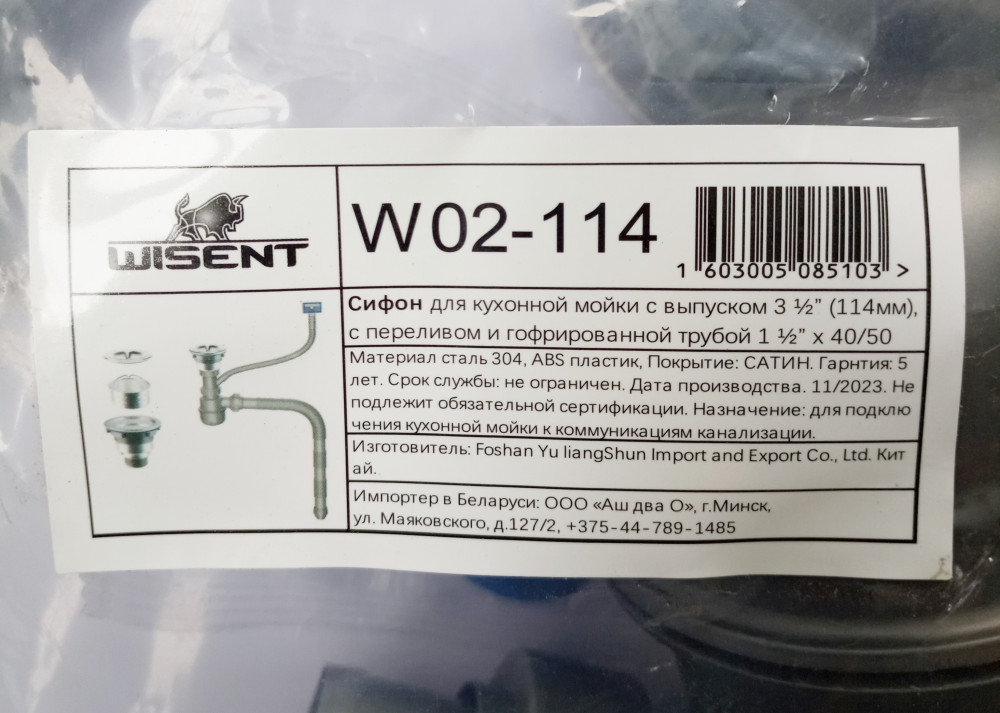 WISENT
W02-114
1 603005 085103 >
Сифон для кухонной мойки с выпуском 3 ½” (114мм),
с переливом и гофрированной трубой 1 ½” х 40/50
Материал сталь 304, ABS пластик, Покрытие: САТИН. Гарнтия: 5
лет. Срок службы: не ограничен. Дата производства. 11/2023. Не
подлежит обязательной сертификации. Назначение: для подклю
чения кухонной мойки к коммуникациям канализации.
Изготовитель: Foshan Yu liangShun Import and Export Co., Ltd. Кит
ай.
Импортер в Беларуси: ООО «Аш два О», г.Минск,
ул. Маяковского, д.127/2, +375-44-789-1485